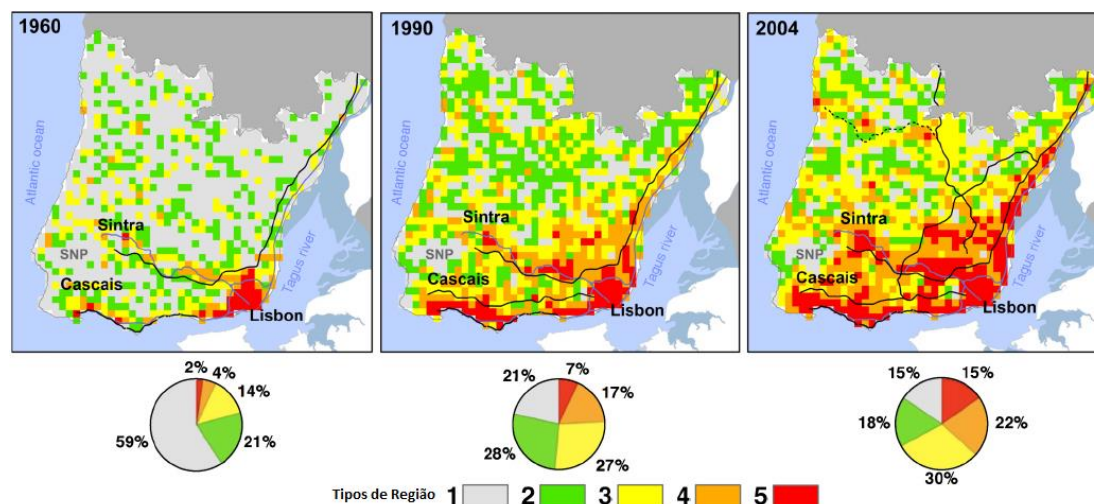 1960
Atlantic ocean
Sintra
SNP
Cascais
Lisbon
Tagus river
1990
Atlantic ocean
Sintra
SNP
Cascais
Lisbon
Tagus river
2004
Atlantic ocean
Sintra
SNP
Cascais
Lisbon
Tagus river
2%
4%
14%
21%
59%
7%
17%
27%
28%
21%
15%
22%
30%
18%
15%
Tipos de Região 1 2 3 4 5